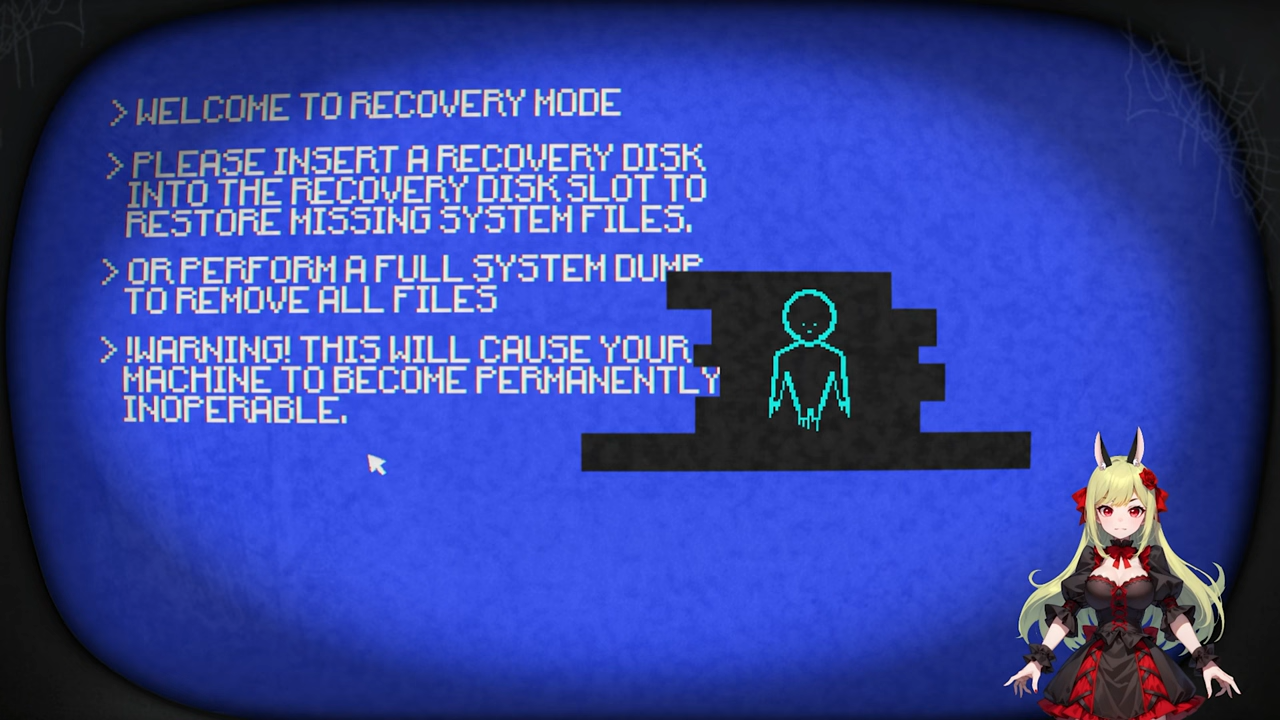 > WELCOME TO RECOVERY MODE
> PLEASE INSERT A RECOVERY DISK
INTO THE RECOVERY DISK SLOT TO
RESTORE MISSING SYSTEM FILES.
> OR PERFORM A FULL SYSTEM DUMP
TO REMOVE ALL FILES
> !WARNING! THIS WILL CAUSE YOUR
MACHINE TO BECOME PERMANENTLY
INOPERABLE.